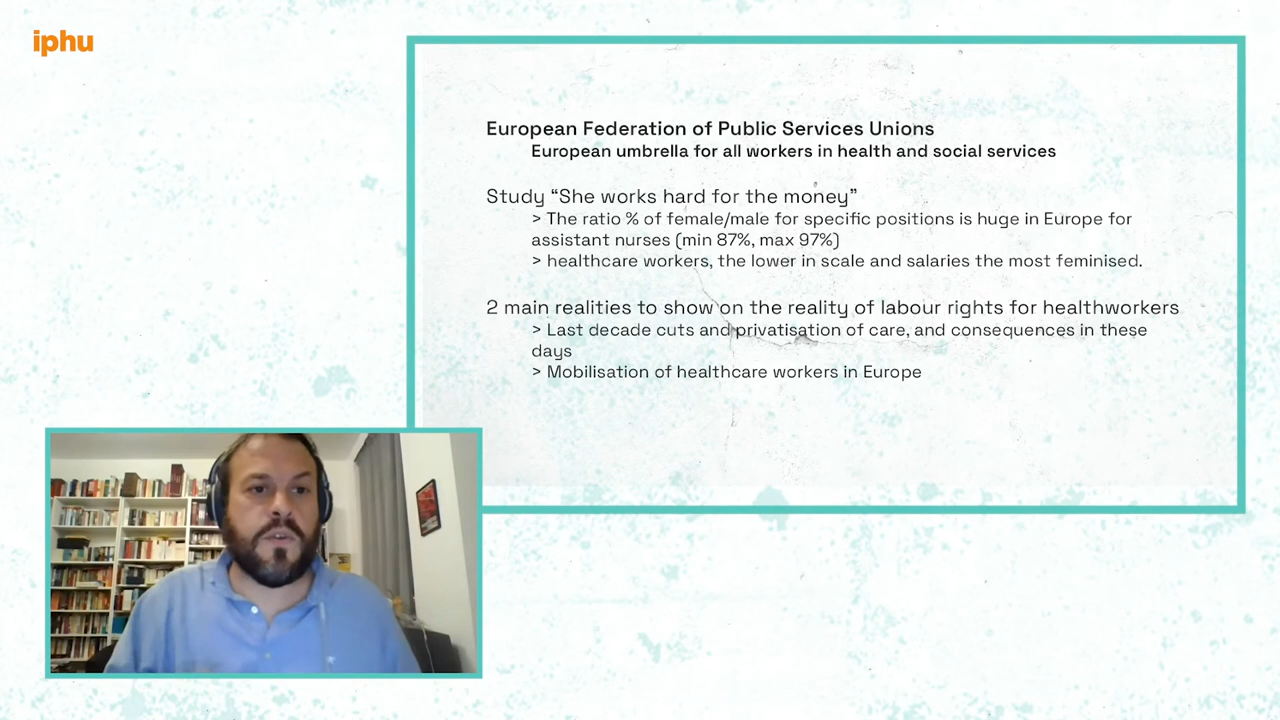 iphu
European Federation of Public Services Unions
European umbrella for all workers in health and social services
Study “She works hard for the money”
> The ratio % of female/male for specific positions is huge in Europe for
assistant nurses (min 87%, max 97%)
> healthcare workers, the lower in scale and salaries the most feminised.
2 main realities to show on the reality of labour rights for healthworkers
> Last decade cuts and privatisation of care, and consequences in these
days
> Mobilisation of healthcare workers in Europe